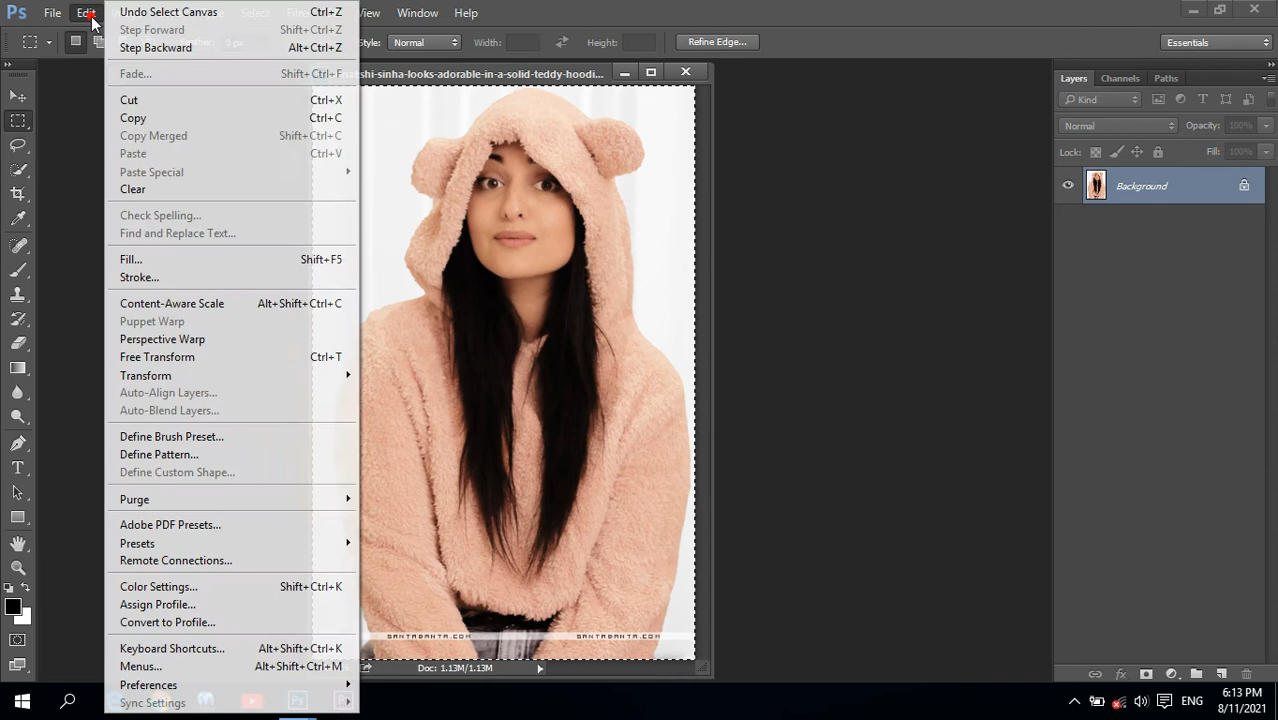 Ps File Edit Select View Window Help
Feather: 0 px Style: Normal Width: Height: Refine Edge... Essentials
shi-sinha-looks-adorable-in-a-solid-teddy-hoodi...
Undo Select Canvas Ctrl+Z
Step Forward Shift+Ctrl+Z
Step Backward Alt+Ctrl+Z
Fade... Shift+Ctrl+F
Cut Ctrl+X
Copy Ctrl+C
Copy Merged Shift+Ctrl+C
Paste Ctrl+V
Paste Special
Clear
Check Spelling...
Find and Replace Text...
Fill... Shift+F5
Stroke...
Content-Aware Scale Alt+Shift+Ctrl+C
Puppet Warp
Perspective Warp
Free Transform Ctrl+T
Transform
Auto-Align Layers...
Auto-Blend Layers...
Define Brush Preset...
Define Pattern...
Define Custom Shape...
Purge
Adobe PDF Presets...
Presets
Remote Connections...
Color Settings... Shift+Ctrl+K
Assign Profile...
Convert to Profile...
Keyboard Shortcuts... Alt+Shift+Ctrl+K
Menus... Alt+Shift+Ctrl+M
Preferences
Sync Settings
SANTABANTA.COM SANTABANTA.COM
Doc: 1.13M/1.13M
Layers Channels Paths
Kind
Normal Opacity: 100%
Lock: Fill: 100%
Background
fx
ENG
6:13 PM
8/11/2021